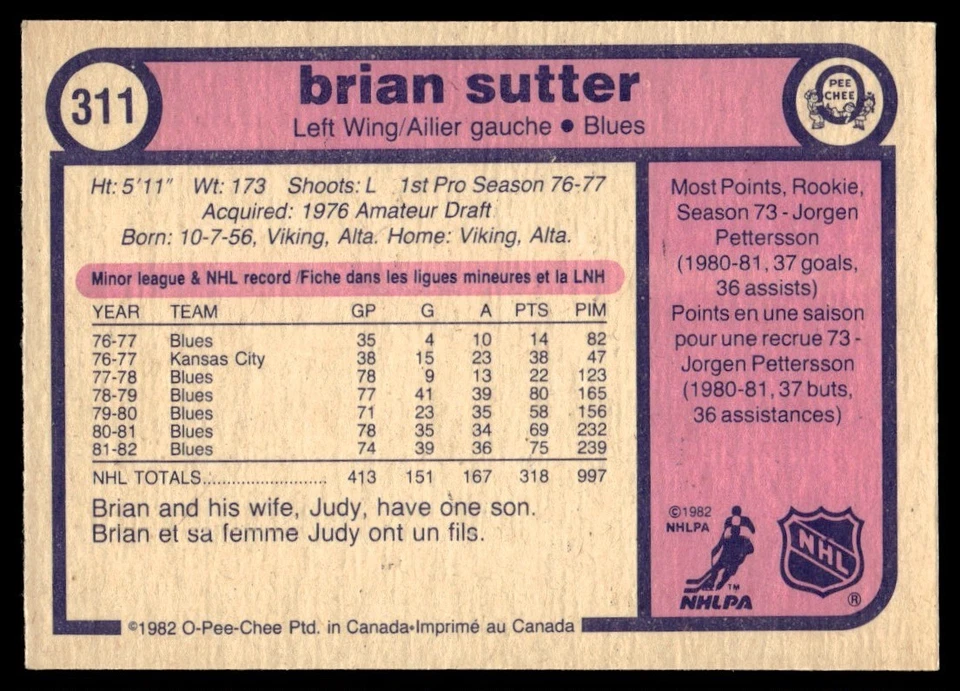 311
brian sutter
Left Wing/Ailier gauche • Blues
O
PEE
CHEE
Ht: 5'11" Wt: 173 Shoots: L 1st Pro Season 76-77
Acquired: 1976 Amateur Draft
Born: 10-7-56, Viking, Alta. Home: Viking, Alta.
Minor league & NHL record /Fiche dans les ligues mineures et la LNH
YEAR TEAM GP G A PTS PIM
76-77 Blues 35 4 10 14 82
76-77 Kansas City 38 15 23 38 47
77-78 Blues 78 9 13 22 123
78-79 Blues 77 41 39 80 165
79-80 Blues 71 23 35 58 156
80-81 Blues 78 35 34 69 232
81-82 Blues 74 39 36 75 239
NHL TOTALS......................... 413 151 167 318 997
Brian and his wife, Judy, have one son.
Brian et sa femme Judy ont un fils.
Most Points, Rookie,
Season 73 - Jorgen
Pettersson
(1980-81, 37 goals,
36 assists)
Points en une saison
pour une recrue 73 -
Jorgen Pettersson
(1980-81, 37 buts,
36 assistances)
©1982
NHLPA
TM
NHLPA
NHL
®
©1982 O-Pee-Chee Ptd. in Canada•Imprimé au Canada